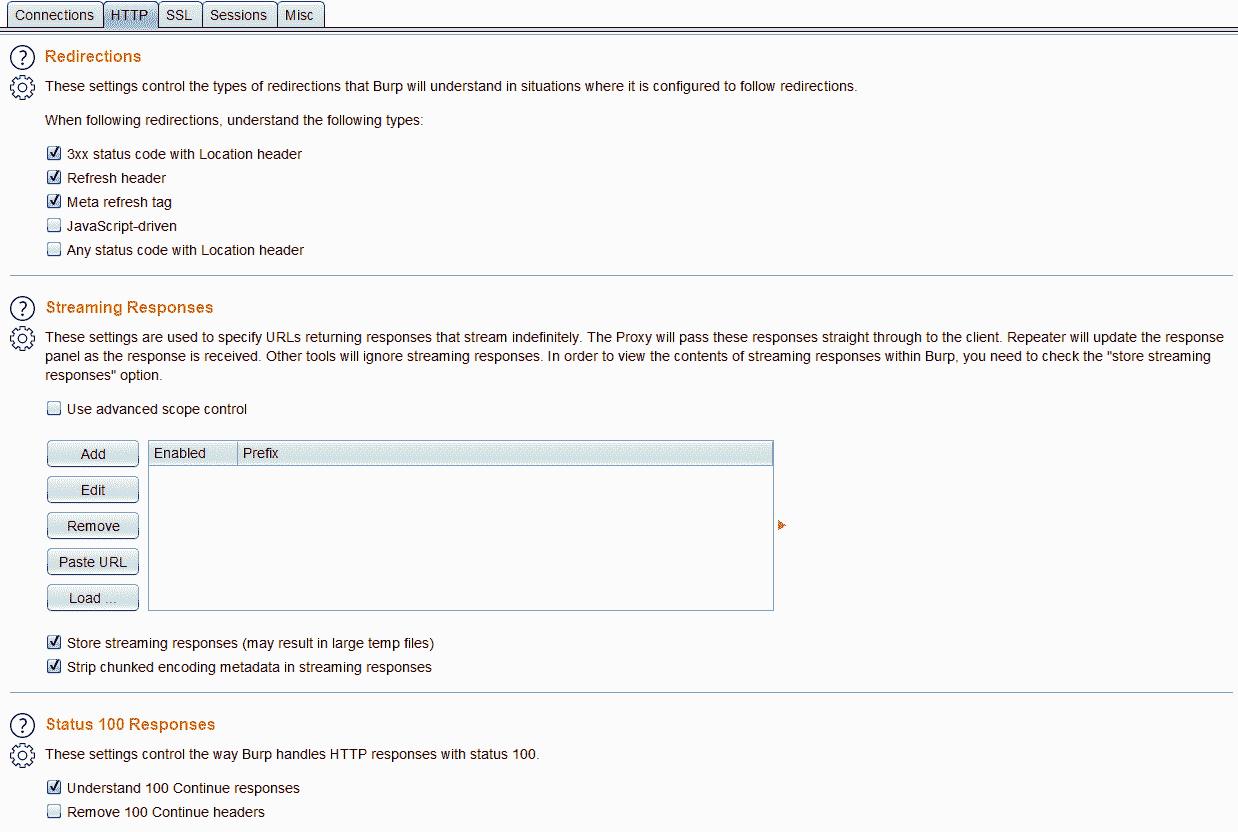 Connections HTTP SSL Sessions Misc
? Redirections
These settings control the types of redirections that Burp will understand in situations where it is configured to follow redirections.
When following redirections, understand the following types:
3xx status code with Location header
Refresh header
Meta refresh tag
JavaScript-driven
Any status code with Location header
? Streaming Responses
These settings are used to specify URLs returning responses that stream indefinitely. The Proxy will pass these responses straight through to the client. Repeater will update the response
panel as the response is received. Other tools will ignore streaming responses. In order to view the contents of streaming responses within Burp, you need to check the "store streaming
responses" option.
Use advanced scope control
Add Enabled Prefix
Edit
Remove
Paste URL
Load ...
Store streaming responses (may result in large temp files)
Strip chunked encoding metadata in streaming responses
? Status 100 Responses
These settings control the way Burp handles HTTP responses with status 100.
Understand 100 Continue responses
Remove 100 Continue headers